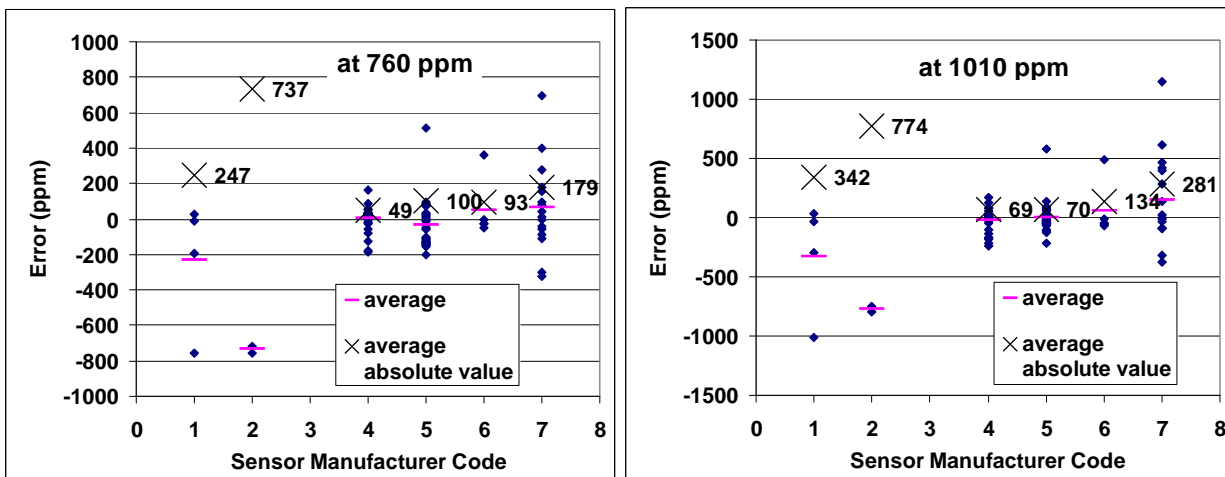 at 760 ppm
1000
800
600
400
200
0
-200
-400
-600
-800
-1000
Error (ppm)
247
737
49
100
93
179
average
average
absolute value
0 1 2 3 4 5 6 7 8
Sensor Manufacturer Code
at 1010 ppm
1500
1000
500
0
-500
-1000
-1500
Error (ppm)
342
774
69
70
134
281
average
average
absolute value
0 1 2 3 4 5 6 7 8
Sensor Manufacturer Code